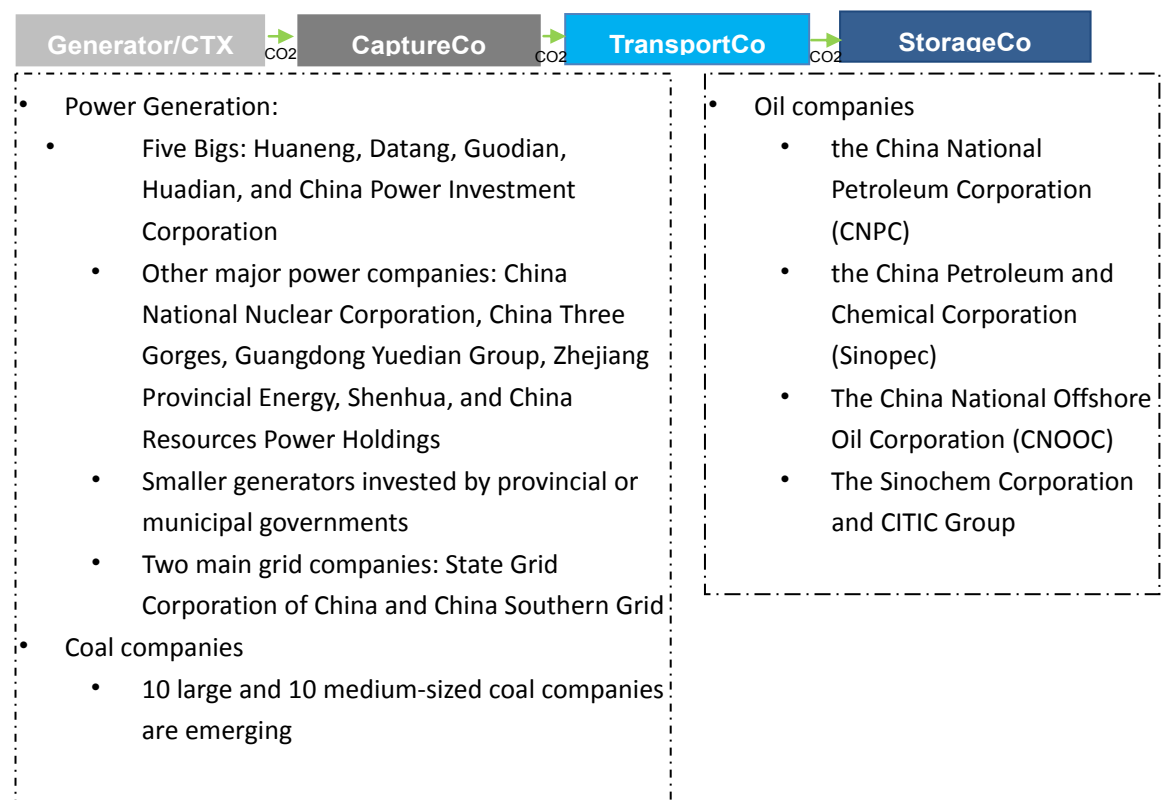 Generator/CTX
CO2
CaptureCo
CO2
TransportCo
CO2
StorageCo
• Power Generation:
• Five Bigs: Huaneng, Datang, Guodian,
Huadian, and China Power Investment
Corporation
• Other major power companies: China
National Nuclear Corporation, China Three
Gorges, Guangdong Yuedian Group, Zhejiang
Provincial Energy, Shenhua, and China
Resources Power Holdings
• Smaller generators invested by provincial or
municipal governments
• Two main grid companies: State Grid
Corporation of China and China Southern Grid
• Coal companies
• 10 large and 10 medium-sized coal companies
are emerging
• Oil companies
• the China National
Petroleum Corporation
(CNPC)
• the China Petroleum and
Chemical Corporation
(Sinopec)
• The China National Offshore
Oil Corporation (CNOOC)
• The Sinochem Corporation
and CITIC Group